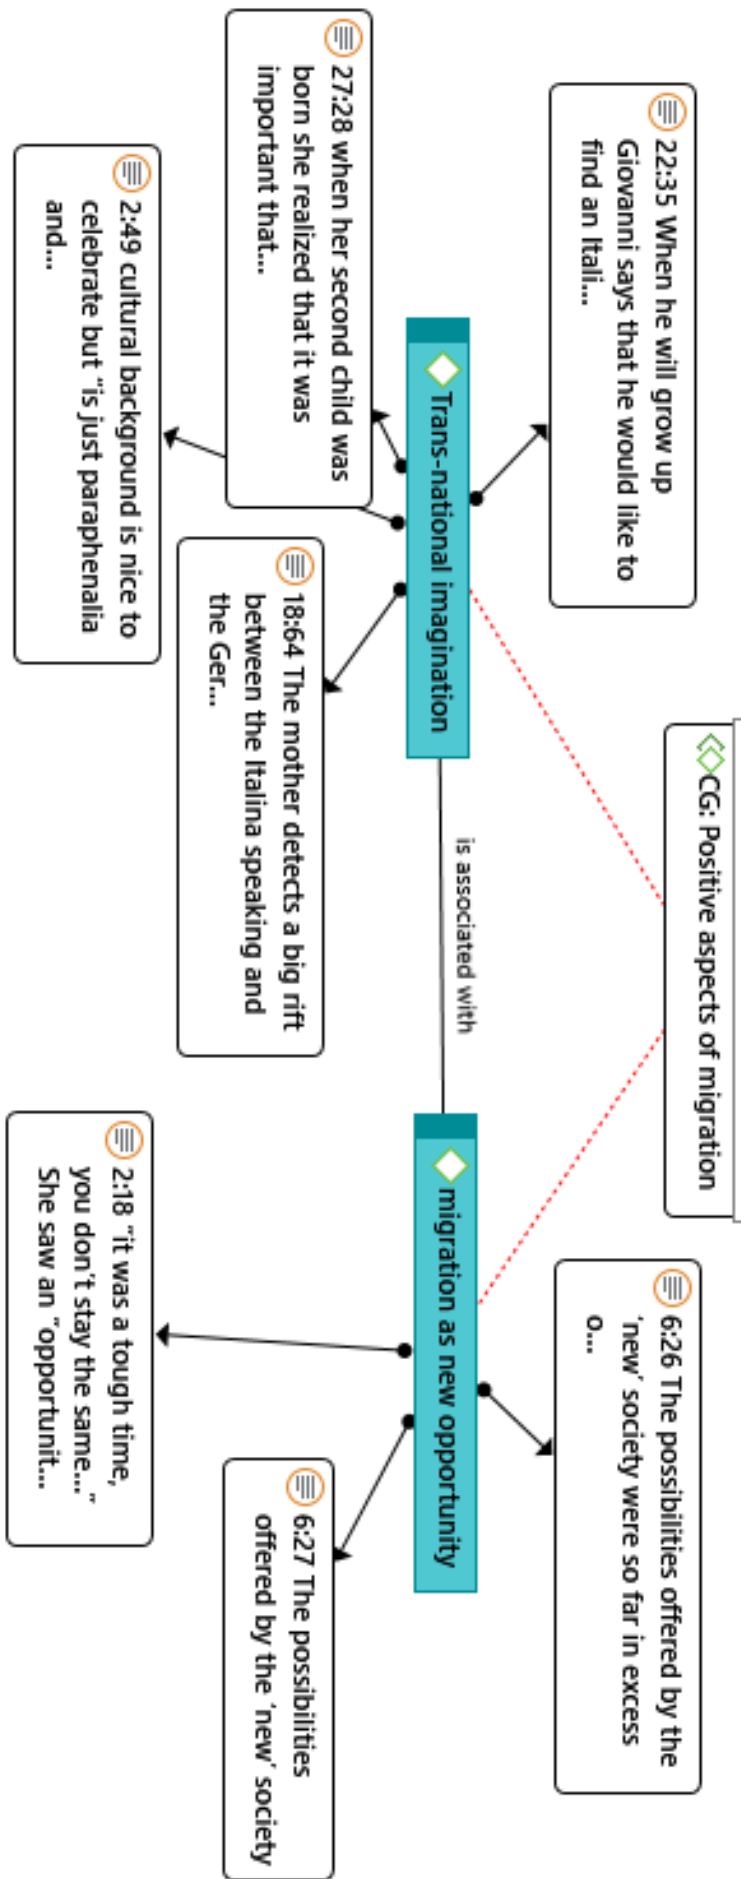 CG: Positive aspects of migration
22:35 When he will grow up
Giovanni says that he would like to
find an Itali...
6:26 The possibilities offered by the
‘new’ society were so far in excess
o...
Trans-national imagination
is associated with
migration as new opportunity
27:28 when her second child was
born she realized that it was
important that...
18:64 The mother detects a big rift
between the Italina speaking and
the Ger...
6:27 The possibilities
offered by the ‘new’ society
2:49 cultural background is nice to
celebrate but “is just paraphenalia
and...
2:18 “it was a tough time,
you don’t stay the same...”
She saw an “opportunit...